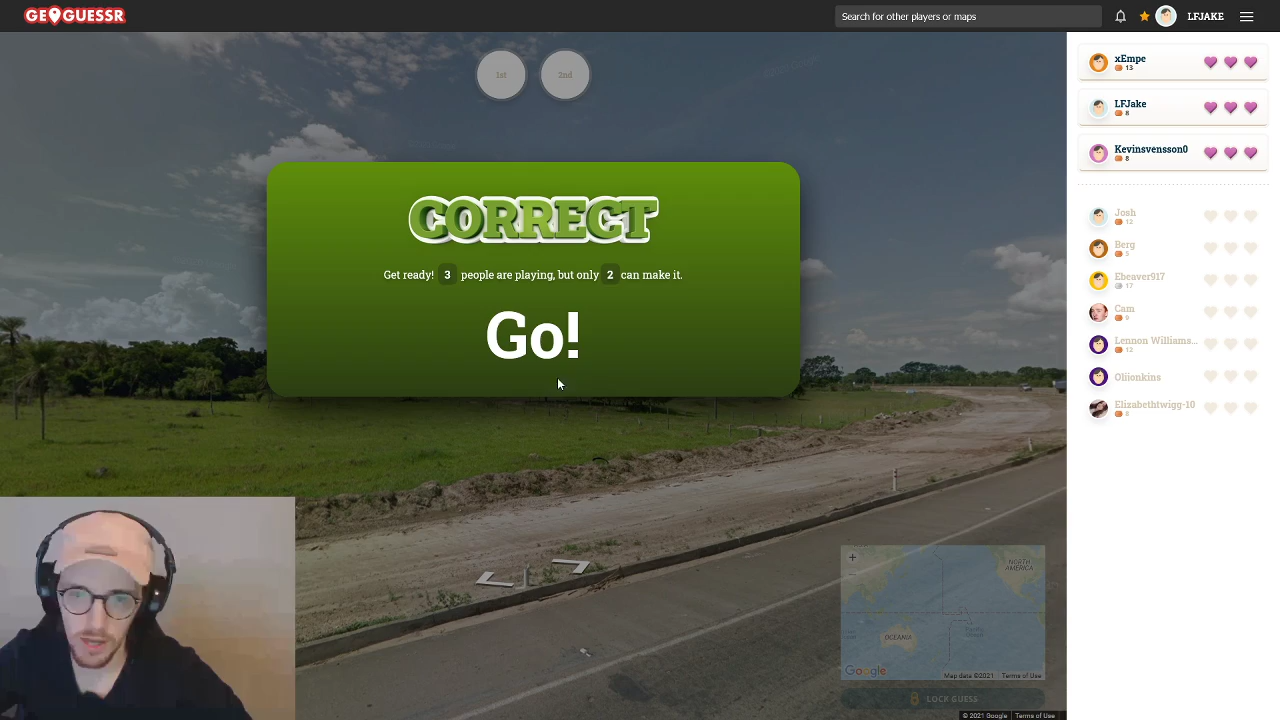 GEOGUESSR
Search for other players or maps
LFJAKE
1st
2nd
CORRECT
Get ready! 3 people are playing, but only 2 can make it.
Go!
xEmpe
13
LFJake
8
Kevinsvensson0
8
Josh
12
Berg
5
Ebeaver917
17
Cam
9
Lennon Williams...
12
Oliionkins
Elizabethtwigg-10
8
NORTH
AMERICA
OCEANIA
Google
Map data ©2021
Terms of Use
LOCK GUESS
© 2021 Google
Terms of Use